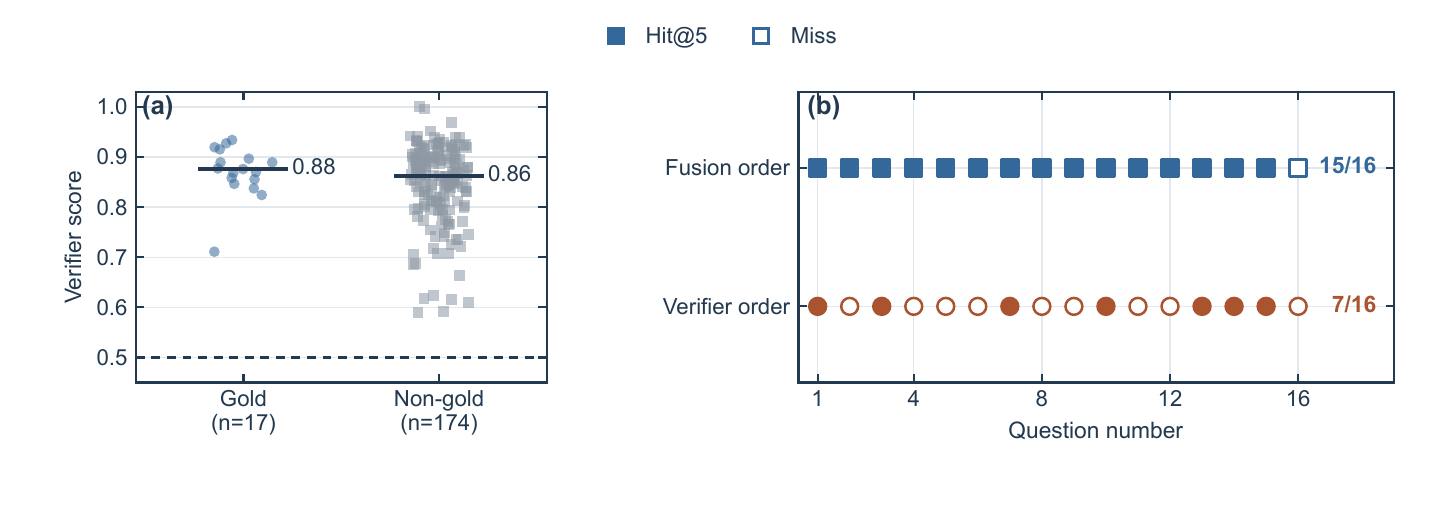 Hit@5 Miss
(a)
1.0
0.9
0.8
0.7
0.6
0.5
Verifier score
0.88
0.86
Gold
(n=17)
Non-gold
(n=174)
(b)
Fusion order
15/16
Verifier order
7/16
1 4 8 12 16
Question number